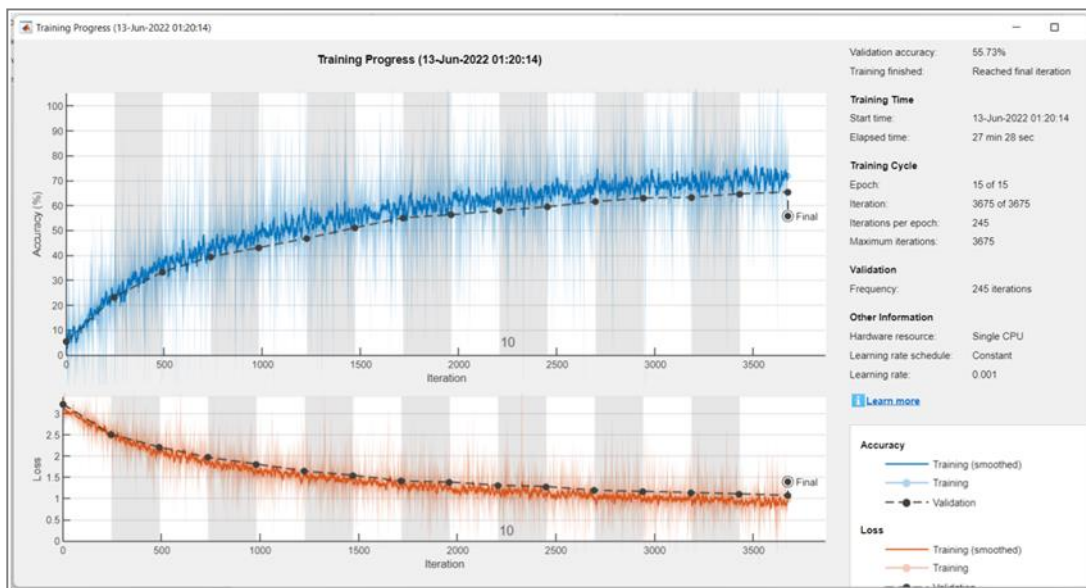 Training Progress (13-Jun-2022 01:20:14)
Training Progress (13-Jun-2022 01:20:14)
Accuracy (%)
100
90
80
70
60
50
40
30
20
10
0
Final
10
0 500 1000 1500 2000 2500 3000 3500
Iteration
Loss
3
2.5
2
1.5
1
0.5
0
Final
10
0 500 1000 1500 2000 2500 3000 3500
Iteration
Validation accuracy: 55.73%
Training finished: Reached final iteration
Training Time
Start time: 13-Jun-2022 01:20:14
Elapsed time: 27 min 28 sec
Training Cycle
Epoch: 15 of 15
Iteration: 3675 of 3675
Iterations per epoch: 245
Maximum iterations: 3675
Validation
Frequency: 245 iterations
Other Information
Hardware resource: Single CPU
Learning rate schedule: Constant
Learning rate: 0.001
i Learn more
Accuracy
Training (smoothed)
Training
Validation
Loss
Training (smoothed)
Training
Validation